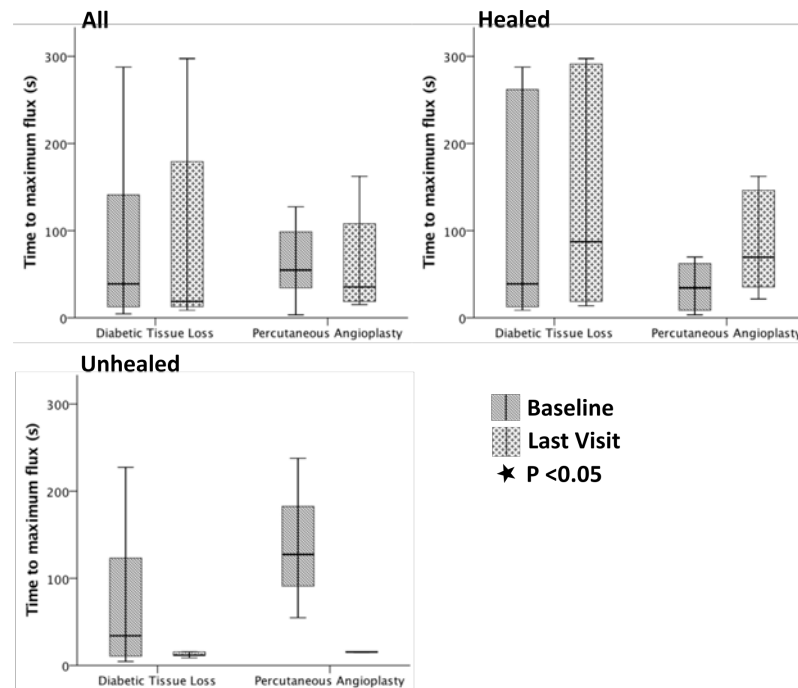 All
Time to maximum flux (s)
300
200
100
0
Diabetic Tissue Loss Percutaneous Angioplasty
Healed
Time to maximum flux (s)
300
200
100
0
Diabetic Tissue Loss Percutaneous Angioplasty
Unhealed
Time to maximum flux (s)
300
200
100
0
Diabetic Tissue Loss Percutaneous Angioplasty
Baseline
Last Visit
★ P <0.05